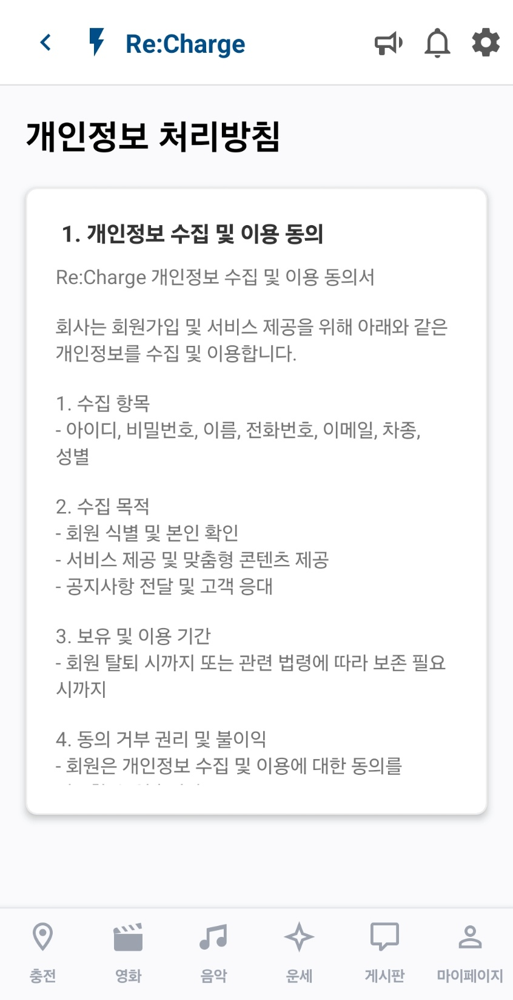 Re:Charge
개인정보 처리방침
1. 개인정보 수집 및 이용 동의
Re:Charge 개인정보 수집 및 이용 동의서
회사는 회원가입 및 서비스 제공을 위해 아래와 같은
개인정보를 수집 및 이용합니다.
1. 수집 항목
- 아이디, 비밀번호, 이름, 전화번호, 이메일, 차종,
성별
2. 수집 목적
- 회원 식별 및 본인 확인
- 서비스 제공 및 맞춤형 콘텐츠 제공
- 공지사항 전달 및 고객 응대
3. 보유 및 이용 기간
- 회원 탈퇴 시까지 또는 관련 법령에 따라 보존 필요
시까지
4. 동의 거부 권리 및 불이익
- 회원은 개인정보 수집 및 이용에 대한 동의를
충전
영화
음악
운세
게시판
마이페이지